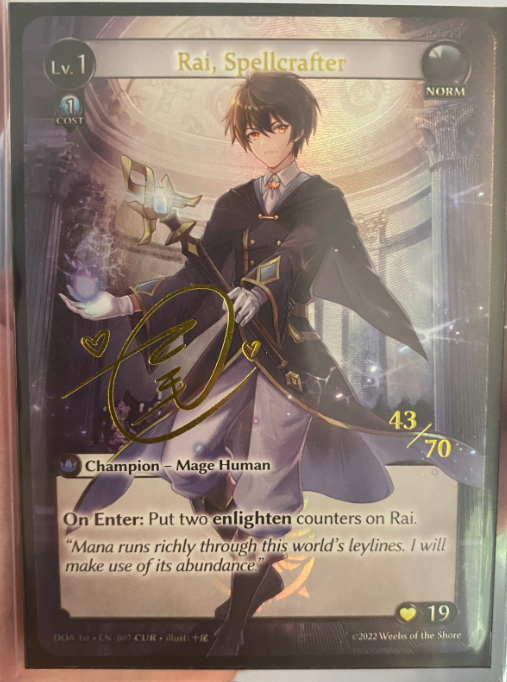 Lv. 1
Rai, Spellcrafter
NORM
1
COST
43/70
Champion – Mage Human
On Enter: Put two enlighten counters on Rai.
“Mana runs richly through this world's leylines. I will
make use of its abundance.”
19
DOA 1st • EN-007 CUR • illust: 十尾
©2022 Weebs of the Shore